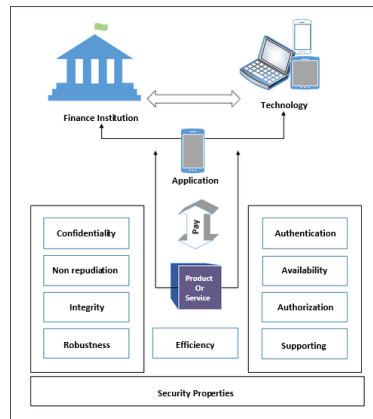 Finance Institution
Technology
Application
Pay
Product
Or
Service
Confidentiality
Non repudiation
Integrity
Robustness
Efficiency
Authentication
Availability
Authorization
Supporting
Security Properties